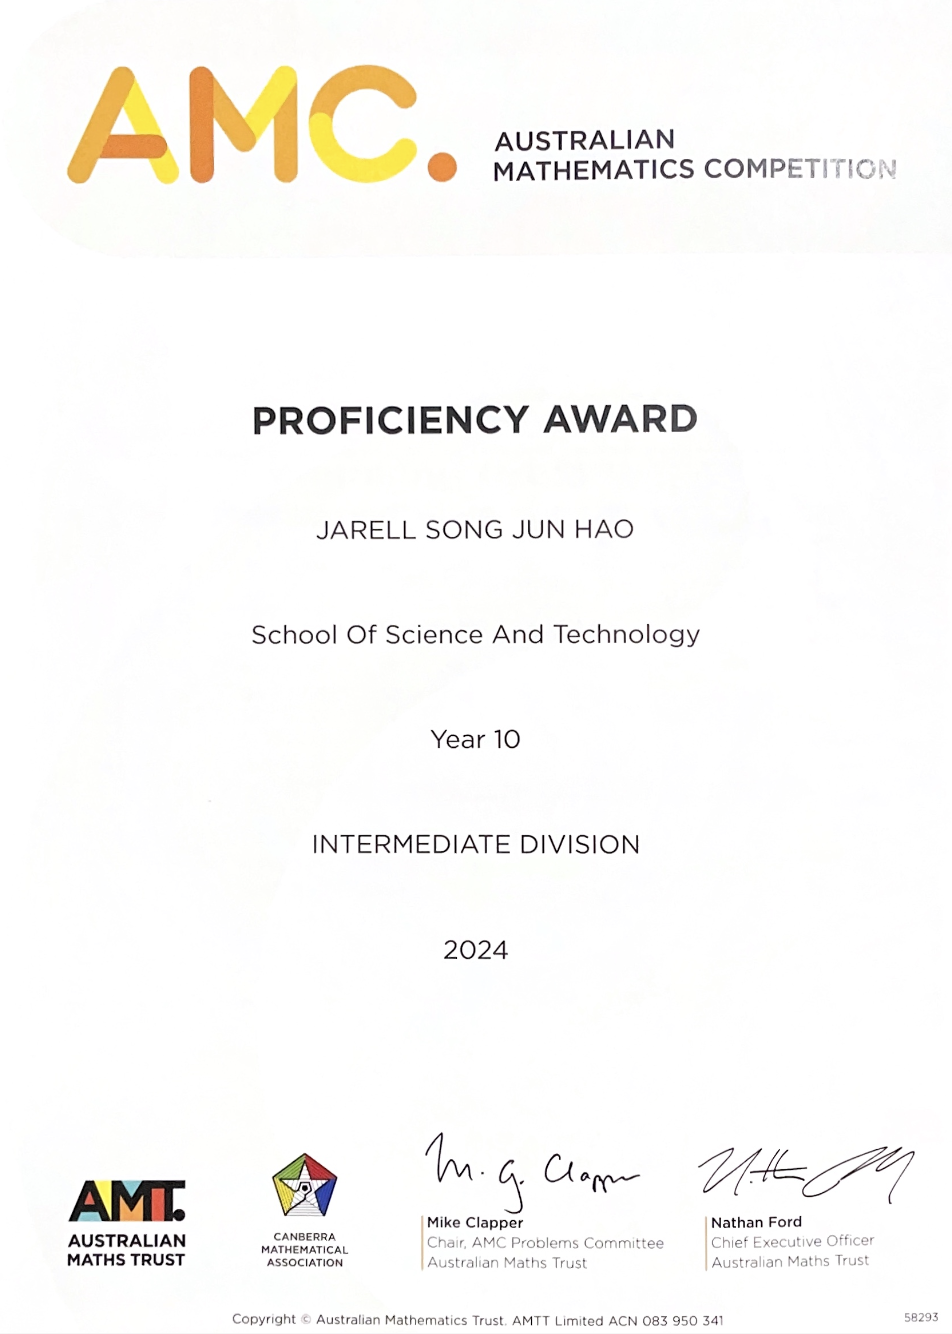 AMC.
AUSTRALIAN
MATHEMATICS COMPETITION
PROFICIENCY AWARD
JARELL SONG JUN HAO
School Of Science And Technology
Year 10
INTERMEDIATE DIVISION
2024
M. G. Clapper
AMT.
AUSTRALIAN
MATHS TRUST
CANBERRA
MATHEMATICAL
ASSOCIATION
Mike Clapper
Chair, AMC Problems Committee
Australian Maths Trust
Nathan Ford
Chief Executive Officer
Australian Maths Trust
Copyright © Australian Mathematics Trust. AMTT Limited ACN 083 950 341
58293